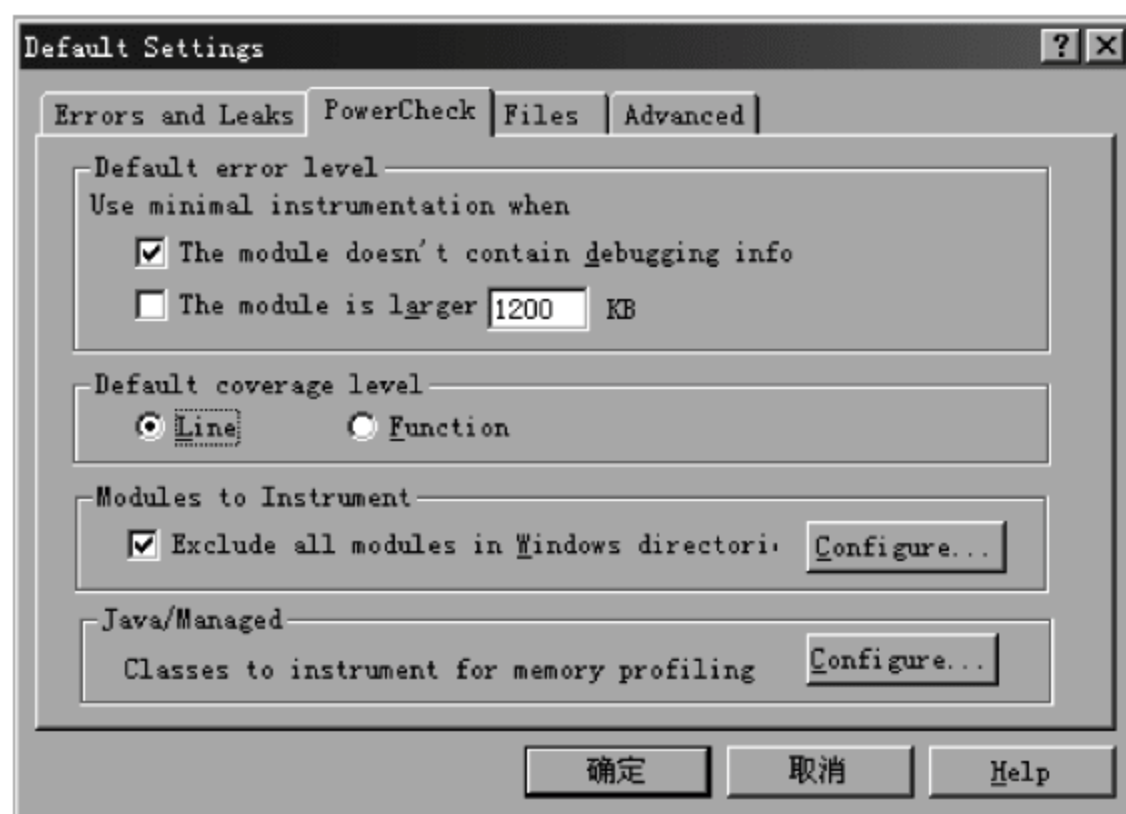 Default Settings
Errors and Leaks PowerCheck Files Advanced
Default error level
Use minimal instrumentation when
The module doesn't contain debugging info
The module is larger 1200 KB
Default coverage level
Line Function
Modules to Instrument
Exclude all modules in Windows directori Configure...
Java/Managed
Classes to instrument for memory profiling Configure...
确定 取消 Help